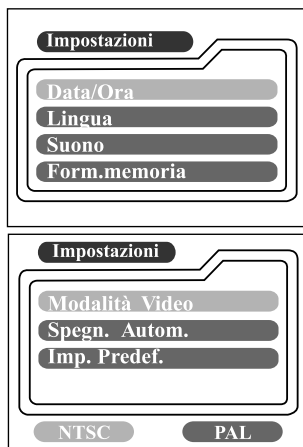 Impostazioni
Data/Ora
Lingua
Suono
Form.memoria
Impostazioni
Modalità Video
Spegn. Autom.
Imp. Predef.
NTSC PAL